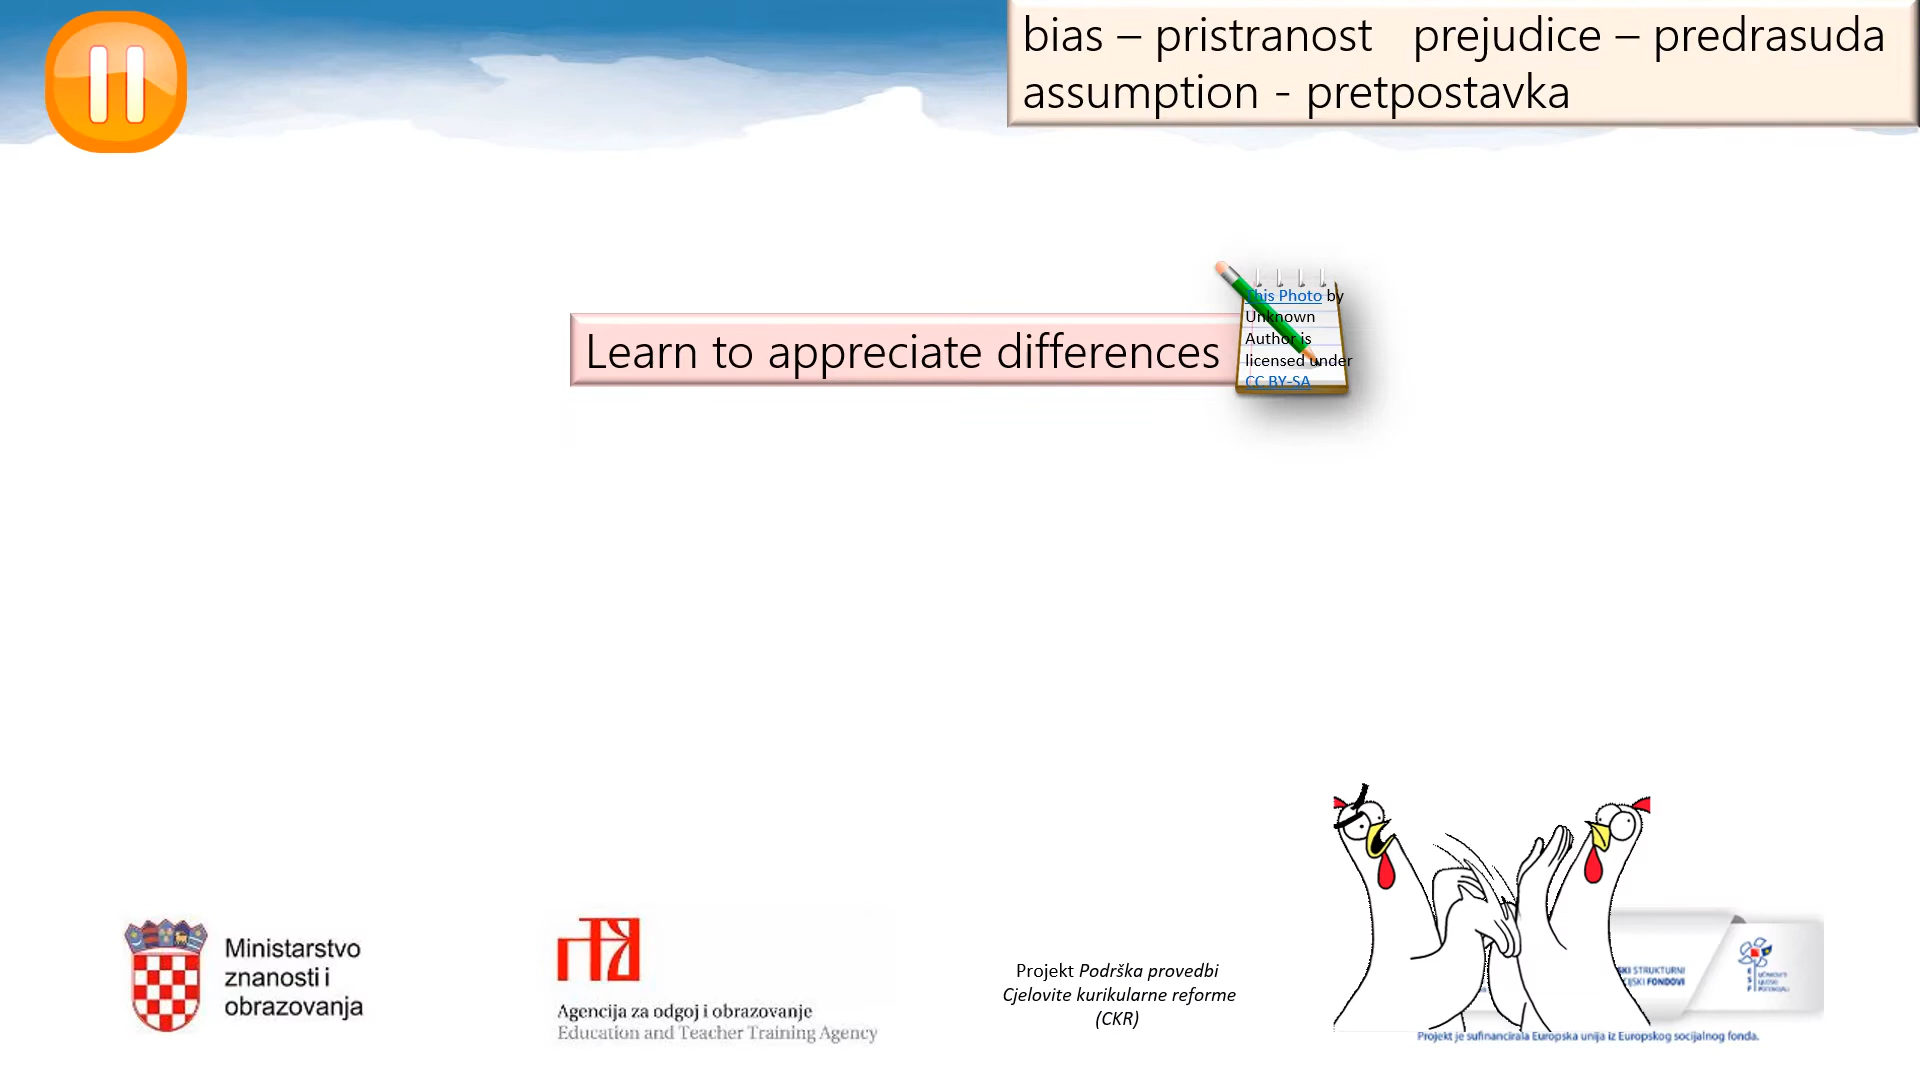 bias – pristranost prejudice – predrasuda
assumption - pretpostavka
Learn to appreciate differences
This Photo by
Unknown
Author is
licensed under
CC BY-SA
Ministarstvo
znanosti i
obrazovanja
Agencija za odgoj i obrazovanje
Education and Teacher Training Agency
Projekt Podrška provedbi
Cjelovite kurikularne reforme
(CKR)
STRUKTURNI
FONDOVI
Projekt je sufinancirala Europska unija iz Europskog socijalnog fonda.